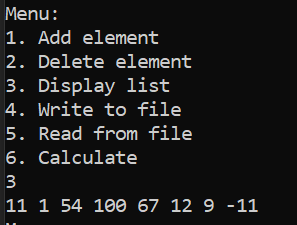 Menu:
1. Add element
2. Delete element
3. Display list
4. Write to file
5. Read from file
6. Calculate
3
11 1 54 100 67 12 9 -11